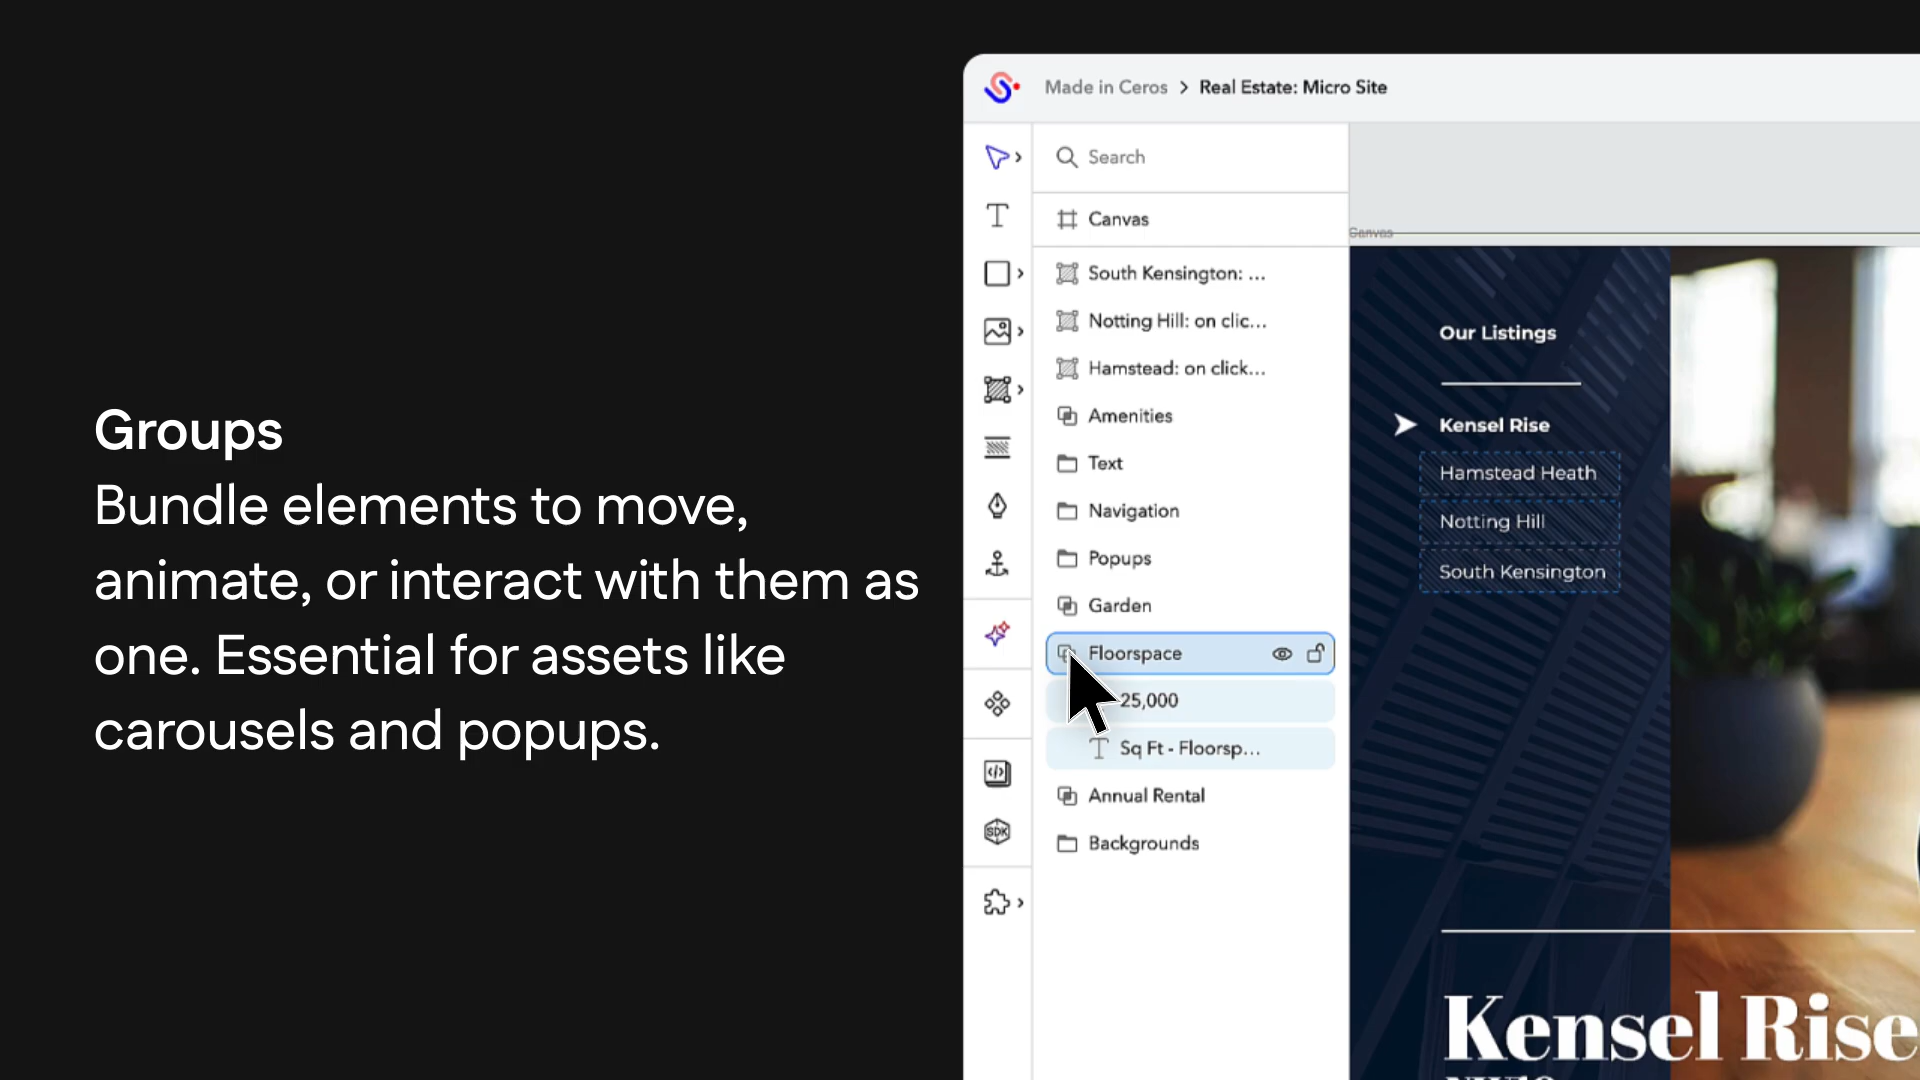 Groups
Bundle elements to move,
animate, or interact with them as
one. Essential for assets like
carousels and popups.
Made in Ceros > Real Estate: Micro Site
Search
Canvas
South Kensington: ...
Notting Hill: on clic...
Hamstead: on click...
Amenities
Text
Navigation
Popups
Garden
Floorspace
25,000
Sq Ft - Floorsp...
Annual Rental
Backgrounds
SDK
Canvas
Our Listings
Kensel Rise
Hamstead Heath
Notting Hill
South Kensington
Kensel Rise